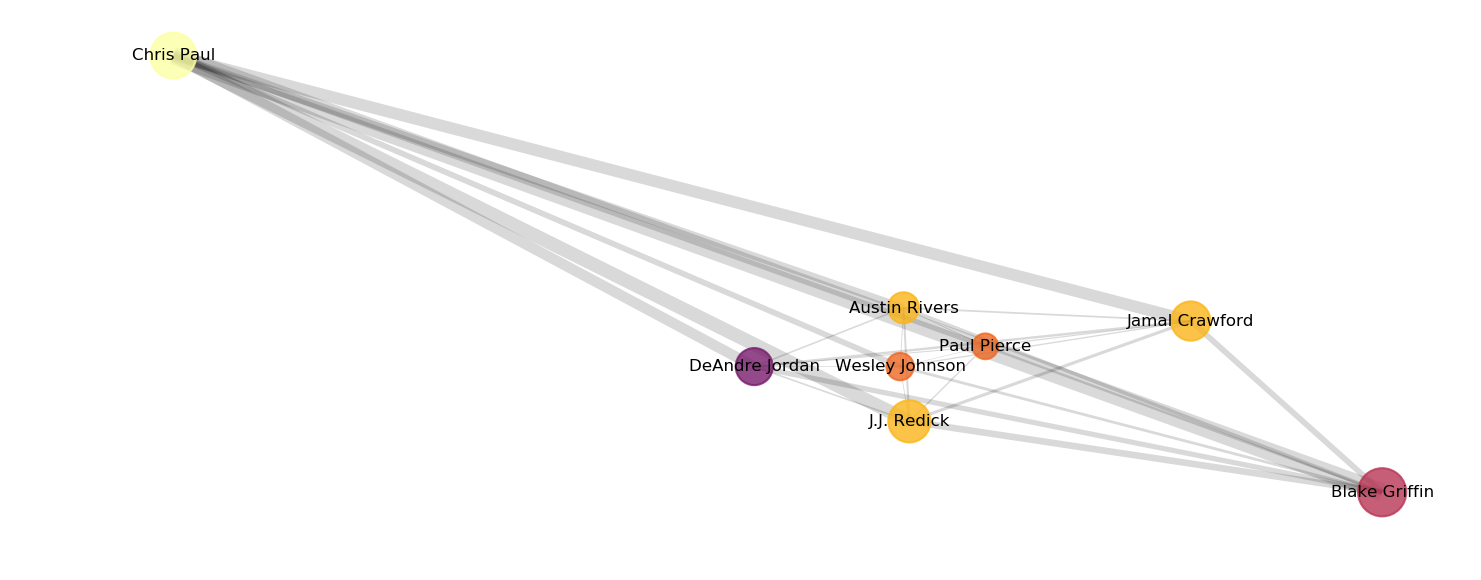 Chris Paul
Austin Rivers
Jamal Crawford
Paul Pierce
DeAndre Jordan
Wesley Johnson
J.J. Redick
Blake Griffin